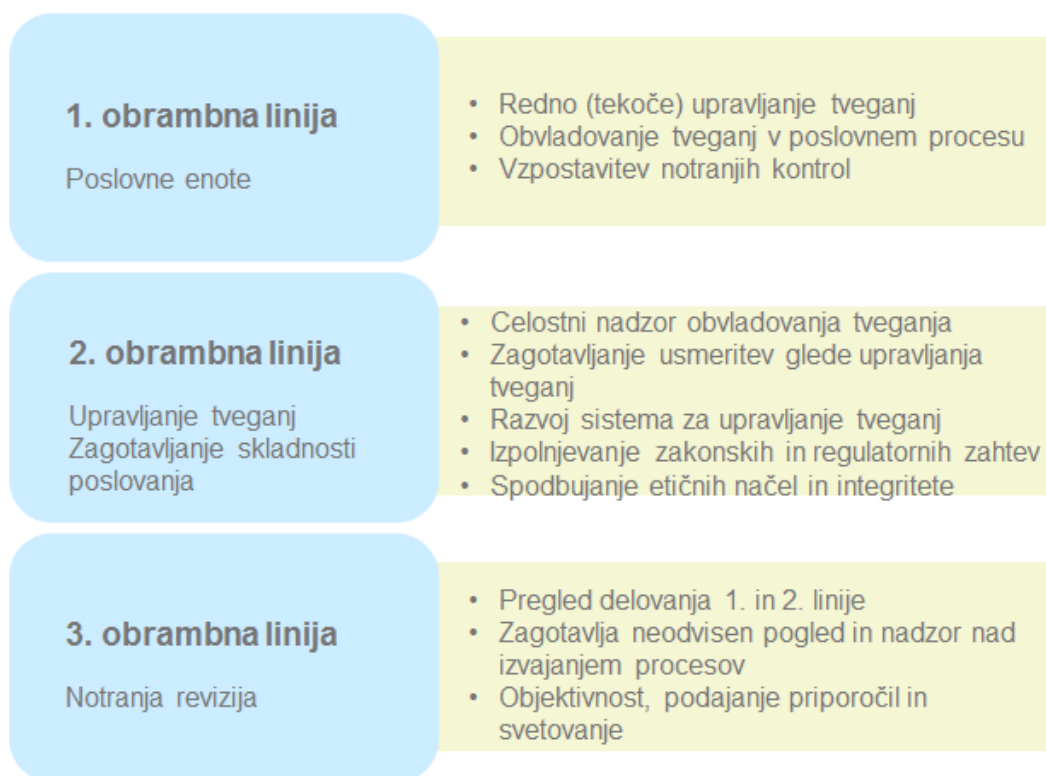 1. obrambna linija
Poslovne enote
• Redno (tekoče) upravljanje tveganj
• Obvladovanje tveganj v poslovnem procesu
• Vzpostavitev notranjih kontrol
2. obrambna linija
Upravljanje tveganj
Zagotavljanje skladnosti
poslovanja
• Celostni nadzor obvladovanja tveganja
• Zagotavljanje usmeritev glede upravljanja
tveganj
• Razvoj sistema za upravljanje tveganj
• Izpolnjevanje zakonskih in regulatornih zahtev
• Spodbujanje etičnih načel in integritete
3. obrambna linija
Notranja revizija
• Pregled delovanja 1. in 2. linije
• Zagotavlja neodvisen pogled in nadzor nad
izvajanjem procesov
• Objektivnost, podajanje priporočil in
svetovanje